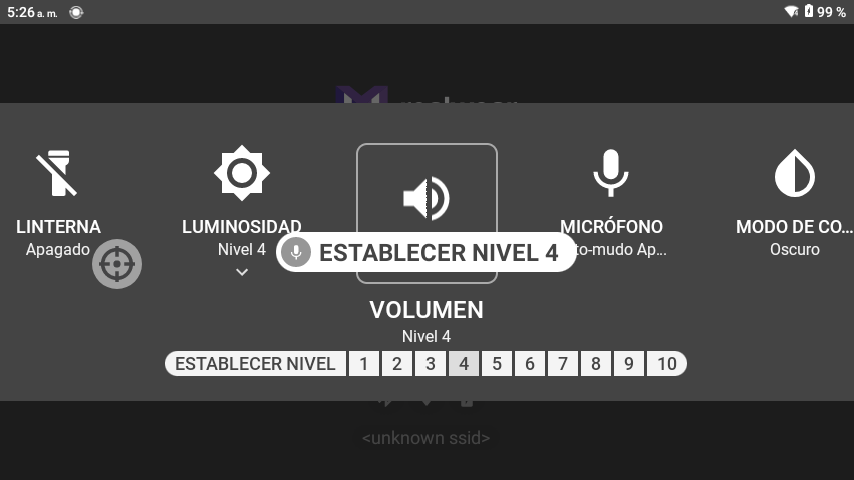 5:26 a. m.
99 %
LINTERNA
Apagado
LUMINOSIDAD
Nivel 4
MICRÓFONO
to-mudo Ap...
MODO DE CO...
Oscuro
ESTABLECER NIVEL 4
VOLUMEN
Nivel 4
ESTABLECER NIVEL 1 2 3 4 5 6 7 8 9 10
<unknown ssid>